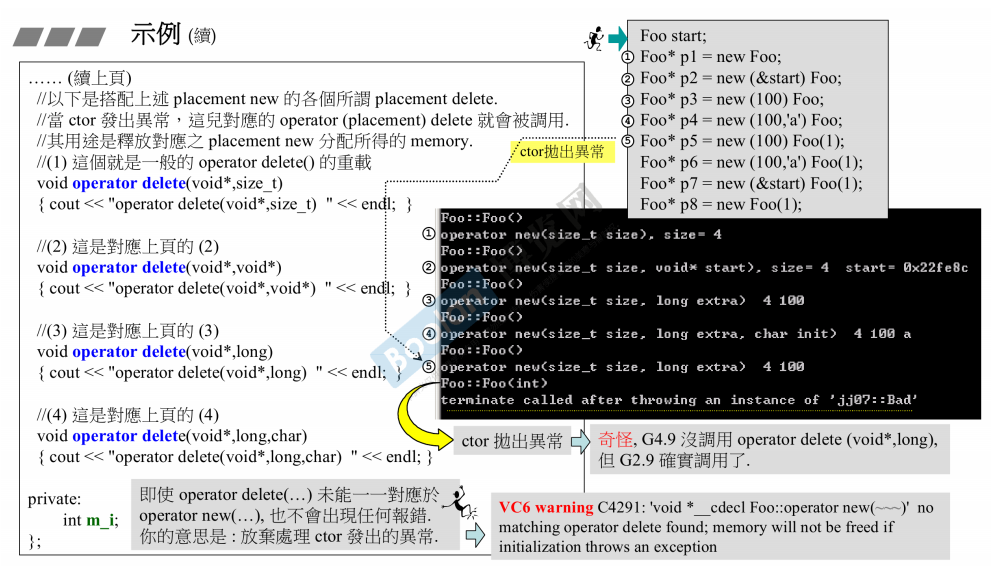 示例 (續)
…… (續上頁)
//以下是搭配上述 placement new 的各個所謂 placement delete.
//當 ctor 發出異常，這兒對應的 operator (placement) delete 就會被調用.
//其用途是釋放對應之 placement new 分配所得的 memory.
//(1) 這個就是一般的 operator delete() 的重載
void operator delete(void*,size_t)
{ cout << "operator delete(void*,size_t)  " << endl;  }
//(2) 這是對應上頁的 (2)
void operator delete(void*,void*)
{ cout << "operator delete(void*,void*)  " << endl;  }
//(3) 這是對應上頁的 (3)
void operator delete(void*,long)
{ cout << "operator delete(void*,long)  " << endl;  }
//(4) 這是對應上頁的 (4)
void operator delete(void*,long,char)
{ cout << "operator delete(void*,long,char)  " << endl; }
private:
int m_i;
};
Foo start;
① Foo* p1 = new Foo;
② Foo* p2 = new (&start) Foo;
③ Foo* p3 = new (100) Foo;
④ Foo* p4 = new (100,'a') Foo;
⑤ Foo* p5 = new (100) Foo(1);
Foo* p6 = new (100,'a') Foo(1);
Foo* p7 = new (&start) Foo(1);
Foo* p8 = new Foo(1);
ctor拋出異常
Foo::Foo()
① operator new(size_t size), size= 4
Foo::Foo()
② operator new(size_t size, void* start), size= 4  start= 0x22fe8c
Foo::Foo()
③ operator new(size_t size, long extra)  4 100
Foo::Foo()
④ operator new(size_t size, long extra, char init)  4 100 a
Foo::Foo()
⑤ operator new(size_t size, long extra)  4 100
Foo::Foo(int)
terminate called after throwing an instance of 'jj07::Bad'
ctor 拋出異常
奇怪, G4.9 沒調用 operator delete (void*,long),
但 G2.9 確實調用了.
即使 operator delete(…) 未能一一對應於
operator new(…), 也不會出現任何報錯.
你的意思是 : 放棄處理 ctor 發出的異常.
VC6 warning C4291: 'void *__cdecl Foo::operator new(~~~)'  no
matching operator delete found; memory will not be freed if
initialization throws an exception